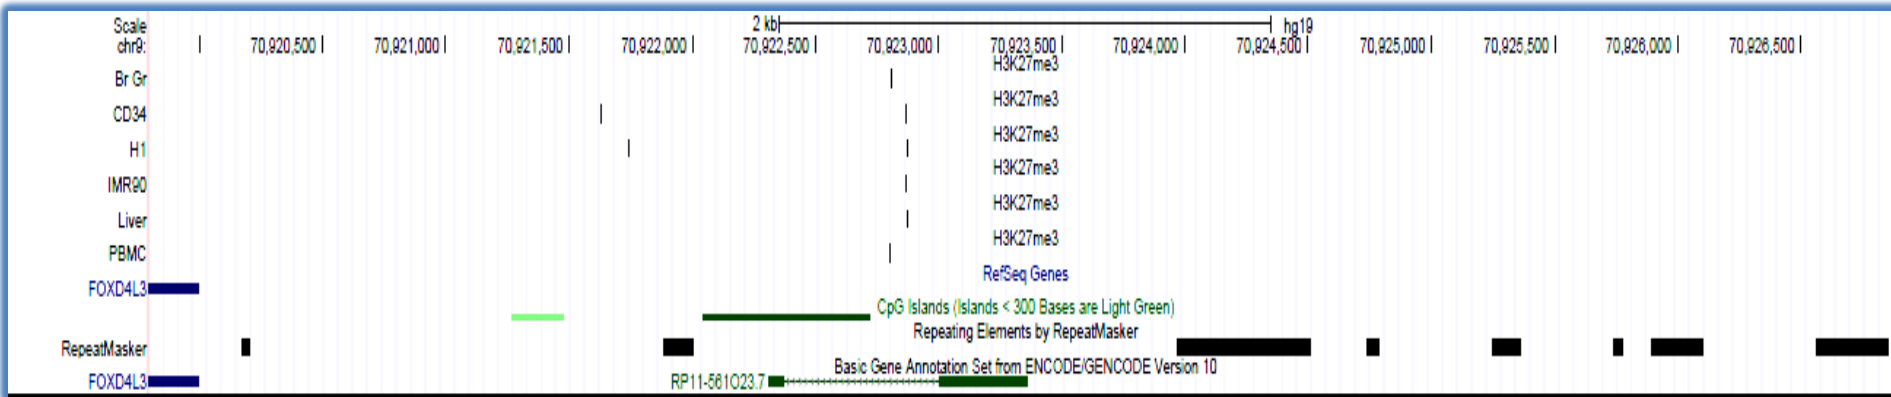 Scale 2 kb hg19
chr9: 70,920,500 70,921,000 70,921,500 70,922,000 70,922,500 70,923,000 70,923,500 70,924,000 70,924,500 70,925,000 70,925,500 70,926,000 70,926,500
H3K27me3
Br Gr
H3K27me3
CD34
H3K27me3
H1
H3K27me3
IMR90
H3K27me3
Liver
H3K27me3
PBMC
RefSeq Genes
FOXD4L3
CpG Islands (Islands < 300 Bases are Light Green)
Repeating Elements by RepeatMasker
RepeatMasker
Basic Gene Annotation Set from ENCODE/GENCODE Version 10
FOXD4L3 RP11-561O23.7